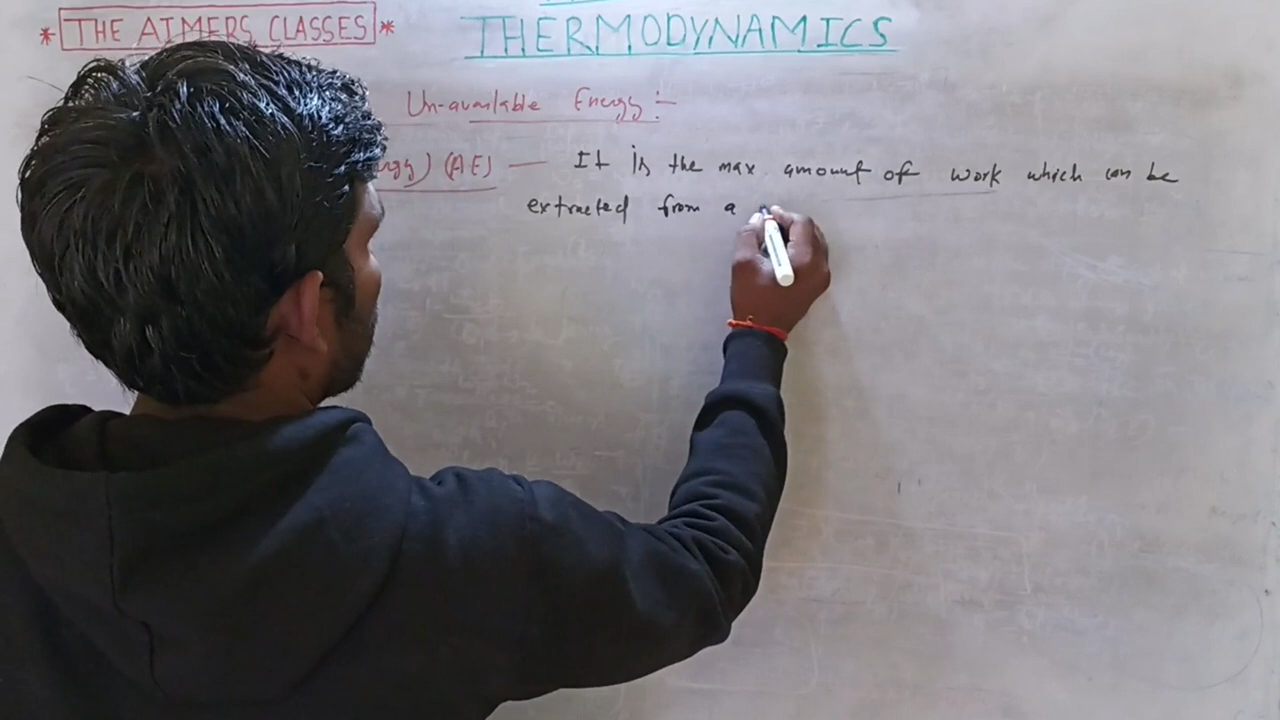 * THE AIMERS CLASSES *
THERMODYNAMICS
Un-available Energy :-
(AE) — It is the max amount of work which can be
extracted from a